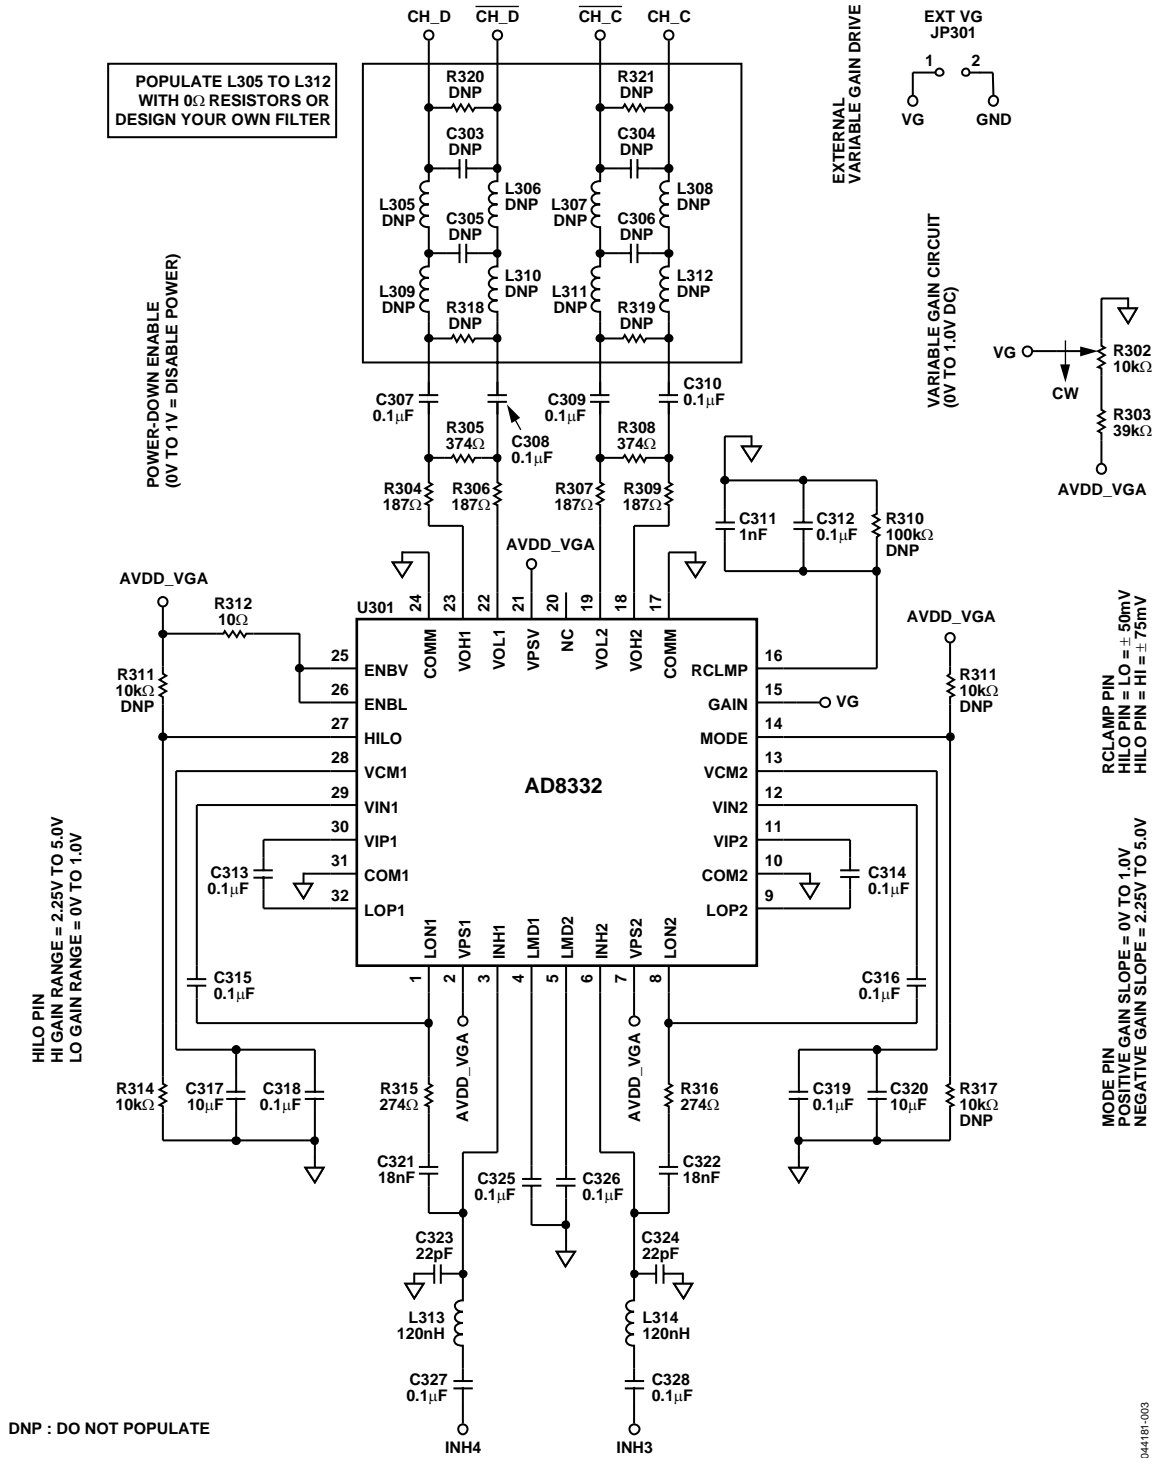 CH_D CH_D CH_C CH_C
EXT VG
JP301
1 2
VG GND
POPULATE L305 TO L312
WITH 0Ω RESISTORS OR
DESIGN YOUR OWN FILTER
EXTERNAL
VARIABLE GAIN DRIVE
R320
DNP
R321
DNP
C303
DNP
C304
DNP
L305
DNP
L306
DNP
L307
DNP
L308
DNP
C305
DNP
C306
DNP
L309
DNP
L310
DNP
L311
DNP
L312
DNP
R318
DNP
R319
DNP
POWER-DOWN ENABLE
(0V TO 1V = DISABLE POWER)
VARIABLE GAIN CIRCUIT
(0V TO 1.0V DC)
VG
CW
R302
10kΩ
R303
39kΩ
AVDD_VGA
C307
0.1µF
C308
0.1µF
C309
0.1µF
C310
0.1µF
R305
374Ω
R308
374Ω
R304
187Ω
R306
187Ω
R307
187Ω
R309
187Ω
C311
1nF
C312
0.1µF
R310
100kΩ
DNP
AVDD_VGA
AVDD_VGA
R312
10Ω
R311
10kΩ
DNP
AVDD_VGA
R311
10kΩ
DNP
U301
24 23 22 21 20 19 18 17
COMM VOH1 VOL1 VPSV NC VOL2 VOH2 COMM
25 ENBV
26 ENBL
27 HILO
28 VCM1
29 VIN1
30 VIP1
31 COM1
32 LOP1
AD8332
RCLMP 16
GAIN 15 VG
MODE 14
VCM2 13
VIN2 12
VIP2 11
COM2 10
LOP2 9
LON1 VPS1 INH1 LMD1 LMD2 INH2 VPS2 LON2
1 2 3 4 5 6 7 8
RCLAMP PIN
HILO PIN = LO = ± 50mV
HILO PIN = HI = ± 75mV
HILO PIN
HI GAIN RANGE = 2.25V TO 5.0V
LO GAIN RANGE = 0V TO 1.0V
MODE PIN
POSITIVE GAIN SLOPE = 0V TO 1.0V
NEGATIVE GAIN SLOPE = 2.25V TO 5.0V
C313
0.1µF
C314
0.1µF
C315
0.1µF
C316
0.1µF
AVDD_VGA
AVDD_VGA
R314
10kΩ
C317
10µF
C318
0.1µF
R315
274Ω
R316
274Ω
C319
0.1µF
C320
10µF
R317
10kΩ
DNP
C321
18nF
C325
0.1µF
C326
0.1µF
C322
18nF
C323
22pF
C324
22pF
L313
120nH
L314
120nH
C327
0.1µF
C328
0.1µF
INH4
INH3
DNP : DO NOT POPULATE
044181-003